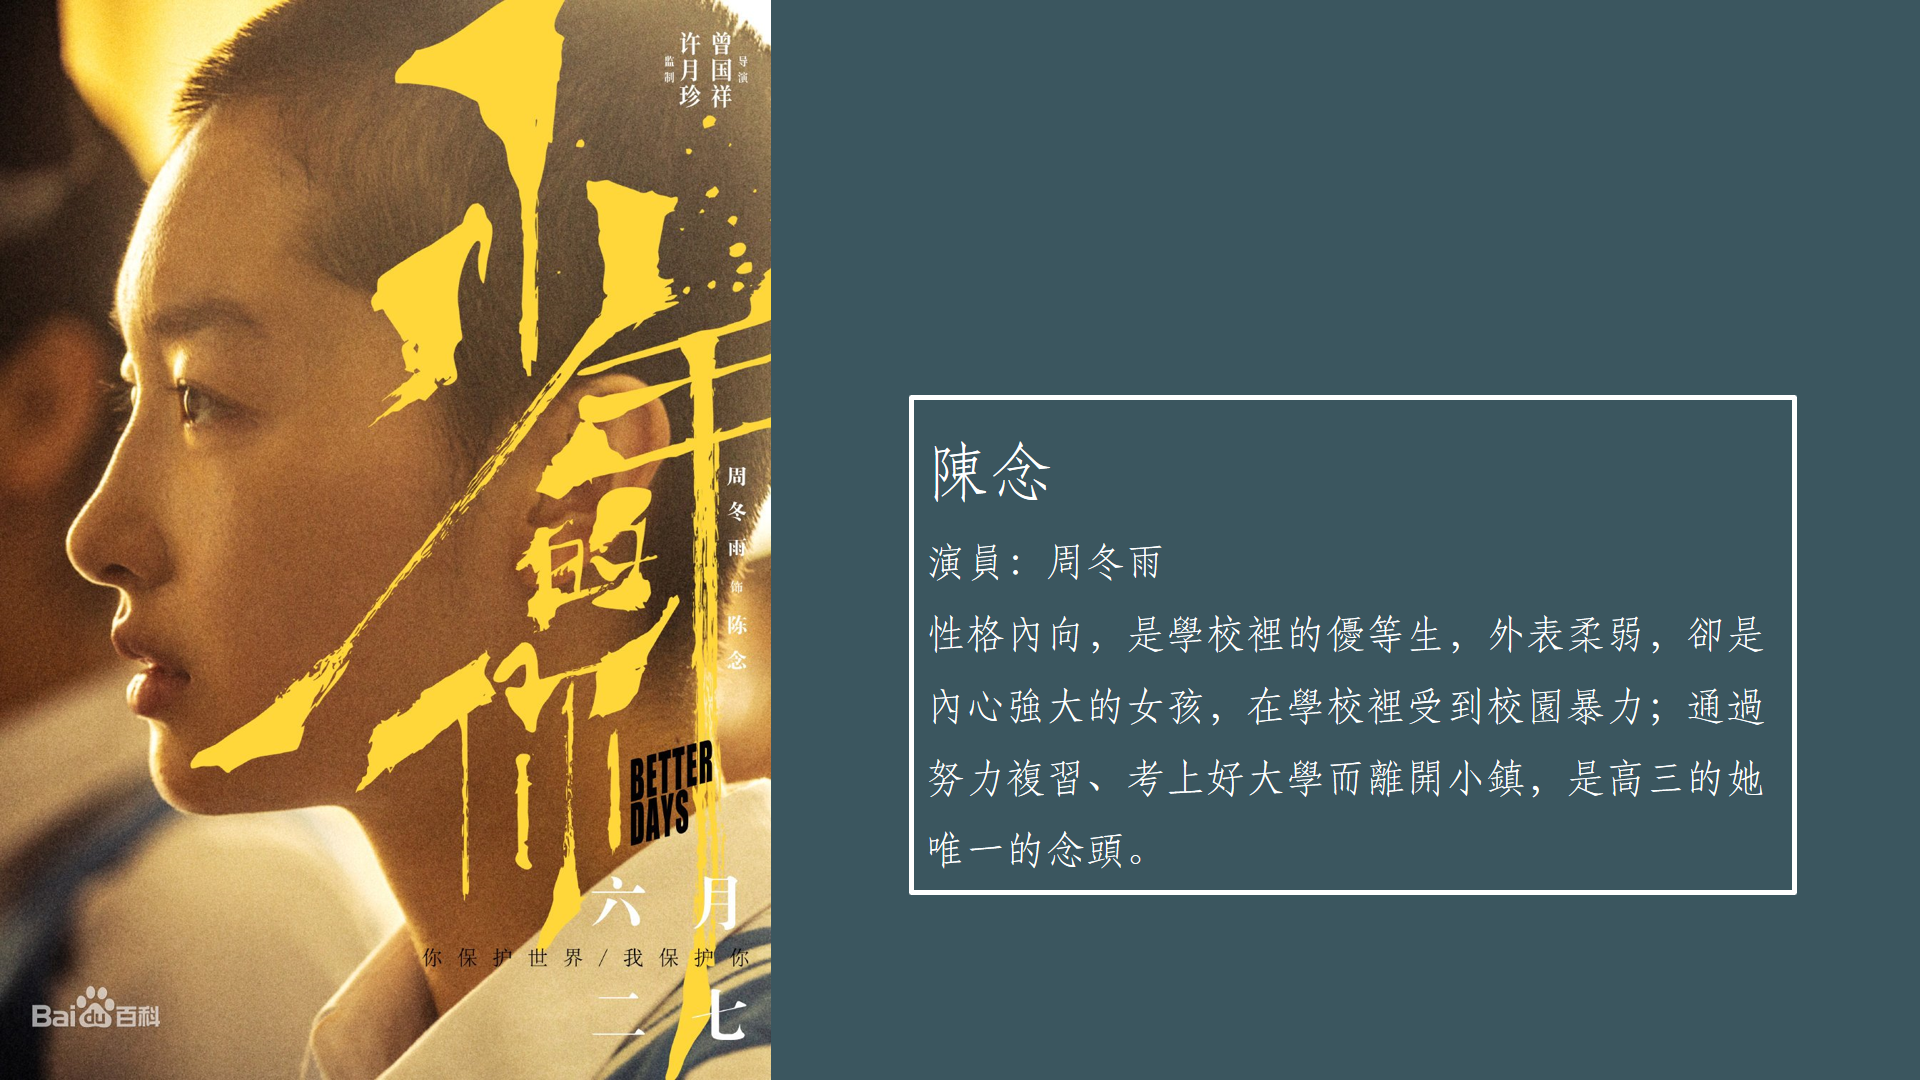 导演
曾国祥
监制
许月珍
少年的你
周冬雨 饰 陈念
BETTER
DAYS
六月
你保护世界/我保护你
二七
Baidu百科
陳念
演員：周冬雨
性格內向，是學校裡的優等生，外表柔弱，卻是
內心強大的女孩，在學校裡受到校園暴力；通過
努力複習、考上好大學而離開小鎮，是高三的她
唯一的念頭。